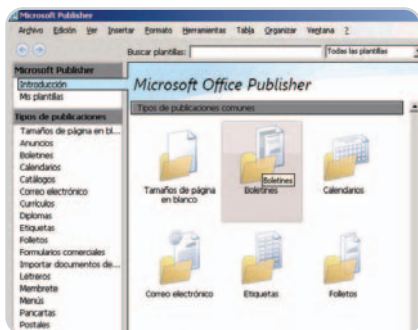 Microsoft Publisher
Archivo Edición Ver Insertar Formato Herramientas Tabla Organizar Ventana ?
Buscar plantillas: Todas las plantillas
Microsoft Publisher
Introducción
Mis plantillas
Tipos de publicaciones
Tamaños de página en bl...
Anuncios
Boletines
Calendarios
Catálogos
Correo electrónico
Currículos
Diplomas
Etiquetas
Folletos
Formularios comerciales
Importar documentos de...
Letreros
Membrete
Menús
Pancartas
Postales
Microsoft Office Publisher
Tipos de publicaciones comunes
Tamaños de página
en blanco
Boletines
Boletines
Calendarios
Correo electrónico
Etiquetas
Folletos